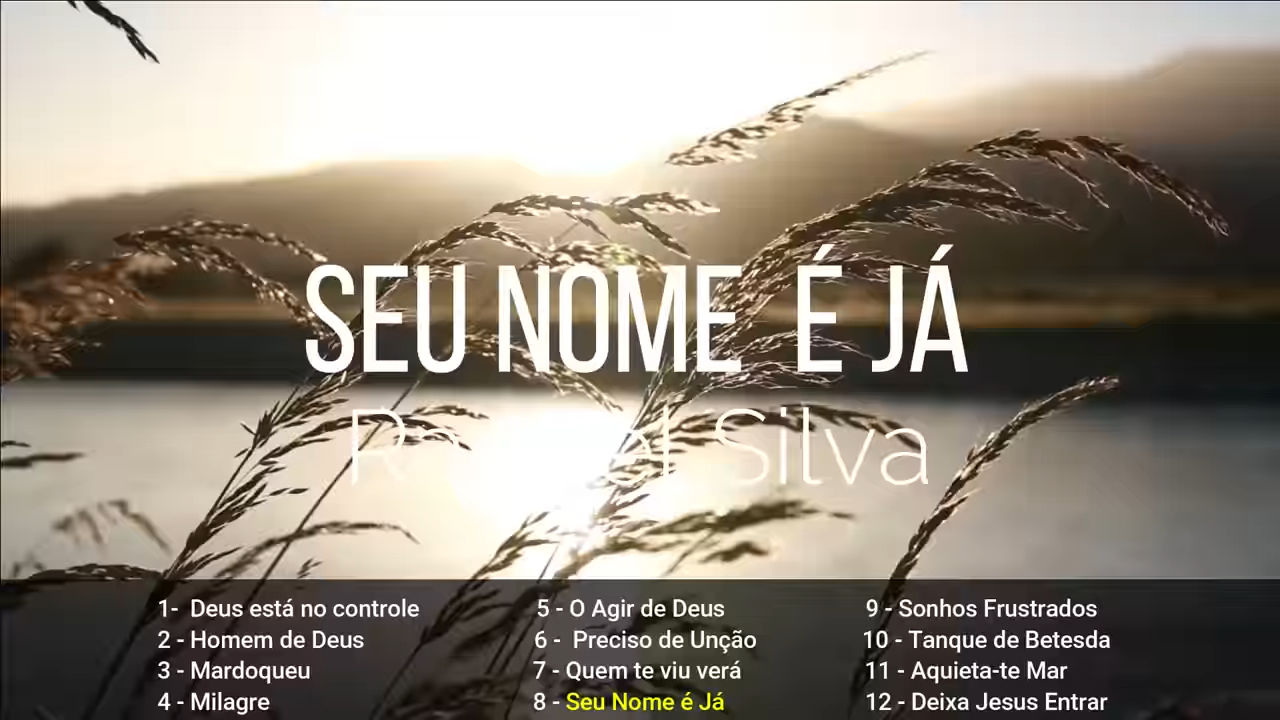 SEU NOME É JÁ
Silva
1- Deus está no controle
2 - Homem de Deus
3 - Mardoqueu
4 - Milagre
5 - O Agir de Deus
6 - Preciso de Unção
7 - Quem te viu verá
8 - Seu Nome é Já
9 - Sonhos Frustrados
10 - Tanque de Betesda
11 - Aquieta-te Mar
12 - Deixa Jesus Entrar